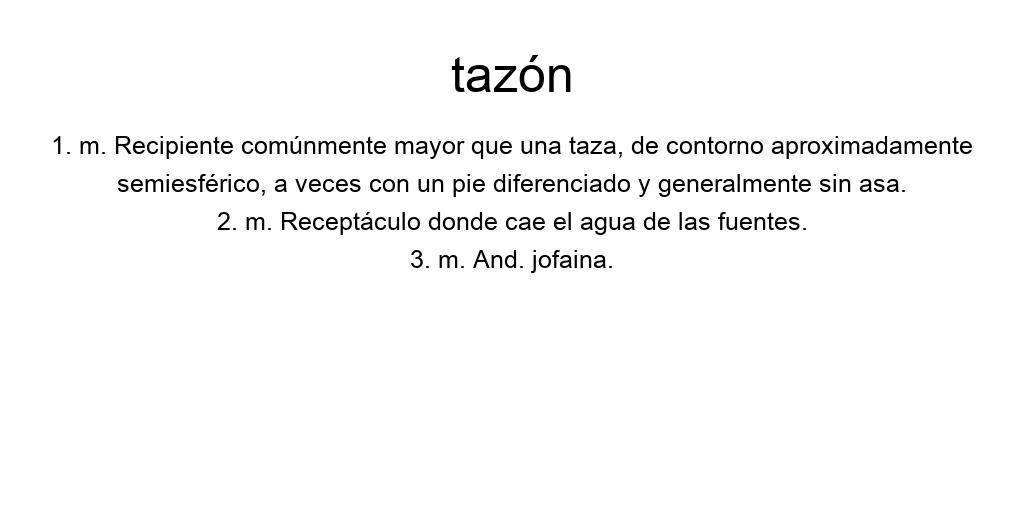 tazón
1. m. Recipiente comúnmente mayor que una taza, de contorno aproximadamente
semiesférico, a veces con un pie diferenciado y generalmente sin asa.
2. m. Receptáculo donde cae el agua de las fuentes.
3. m. And. jofaina.